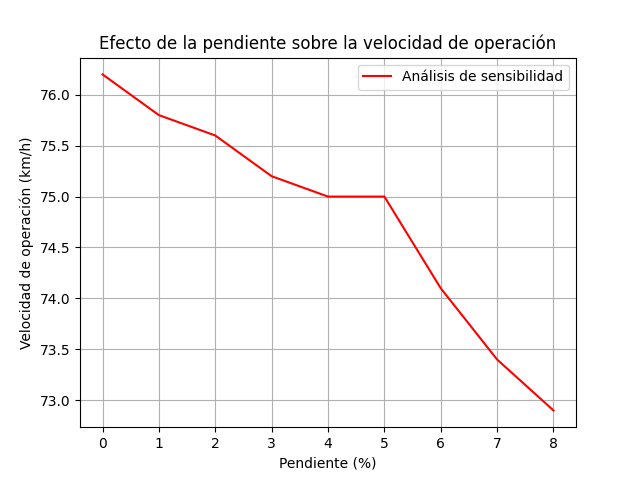 Efecto de la pendiente sobre la velocidad de operación
Análisis de sensibilidad
Velocidad de operación (km/h)
76.0
75.5
75.0
74.5
74.0
73.5
73.0
0 1 2 3 4 5 6 7 8
Pendiente (%)